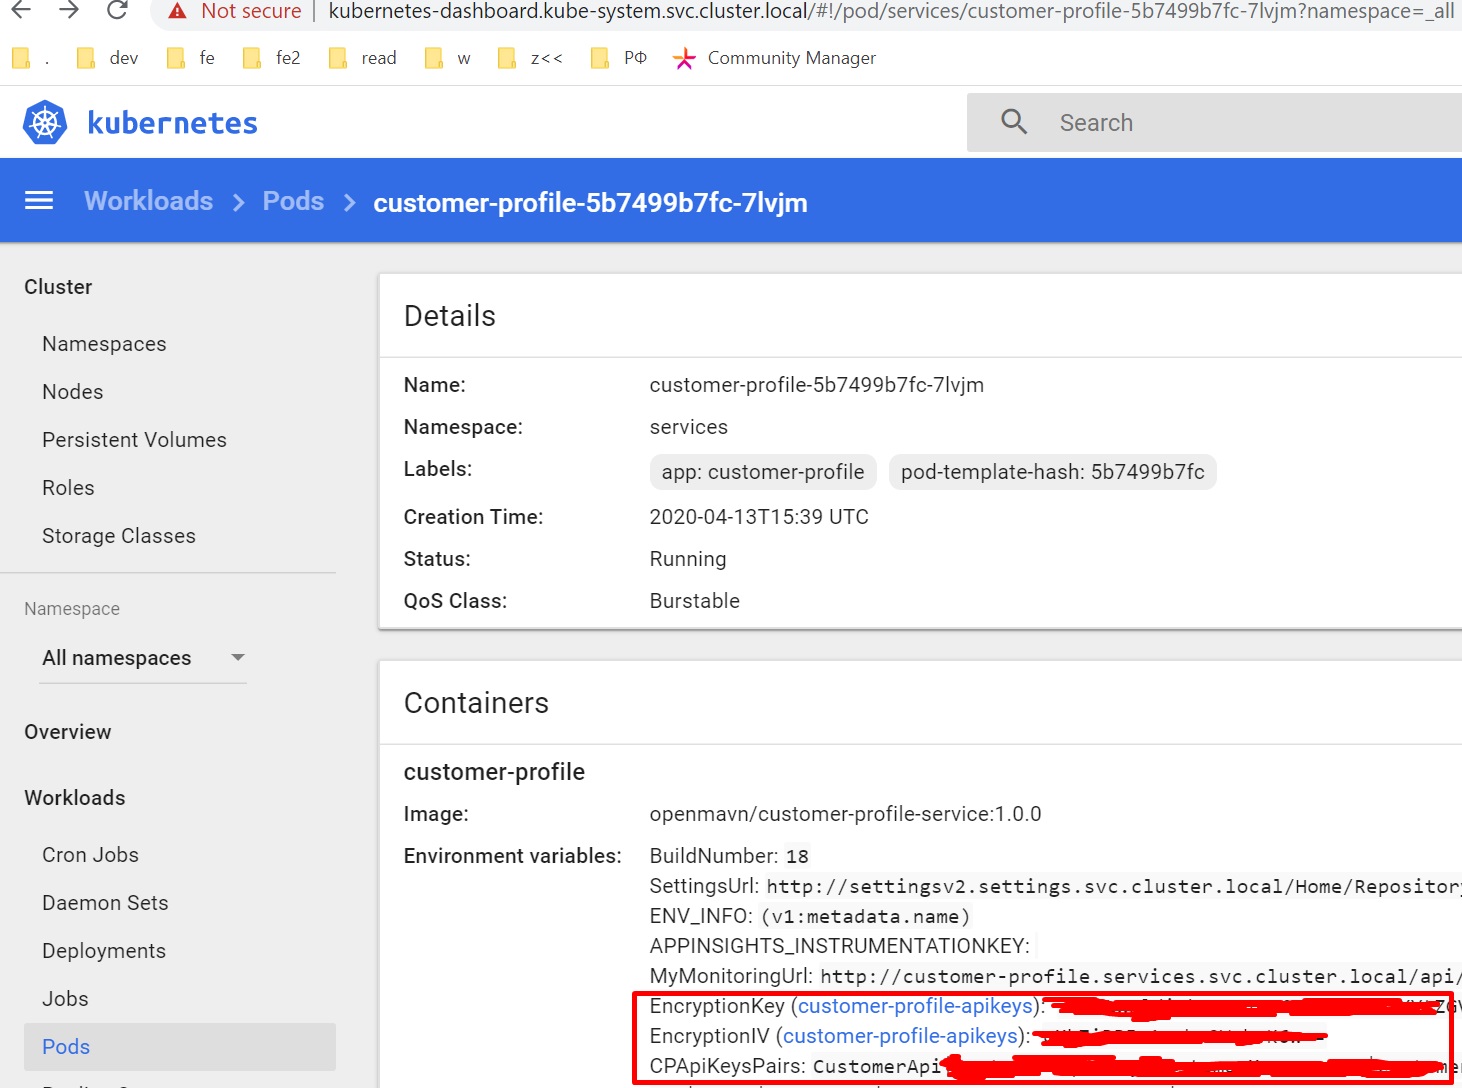 Not secure | kubernetes-dashboard.kube-system.svc.cluster.local/#!/pod/services/customer-profile-5b7499b7fc-7lvjm?namespace=_all
. dev fe fe2 read w z<< РФ Community Manager
kubernetes
Search
Workloads > Pods > customer-profile-5b7499b7fc-7lvjm
Cluster
Namespaces
Nodes
Persistent Volumes
Roles
Storage Classes
Namespace
All namespaces
Overview
Workloads
Cron Jobs
Daemon Sets
Deployments
Jobs
Pods
Details
Name: customer-profile-5b7499b7fc-7lvjm
Namespace: services
Labels: app: customer-profile pod-template-hash: 5b7499b7fc
Creation Time: 2020-04-13T15:39 UTC
Status: Running
QoS Class: Burstable
Containers
customer-profile
Image: openmavn/customer-profile-service:1.0.0
Environment variables: BuildNumber: 18
SettingsUrl: http://settingsv2.settings.svc.cluster.local/Home/Repository
ENV_INFO: (v1:metadata.name)
APPINSIGHTS_INSTRUMENTATIONKEY:
MyMonitoringUrl: http://customer-profile.services.svc.cluster.local/api/
EncryptionKey (customer-profile-apikeys):
EncryptionIV (customer-profile-apikeys):
CPApiKeysPairs: CustomerApi